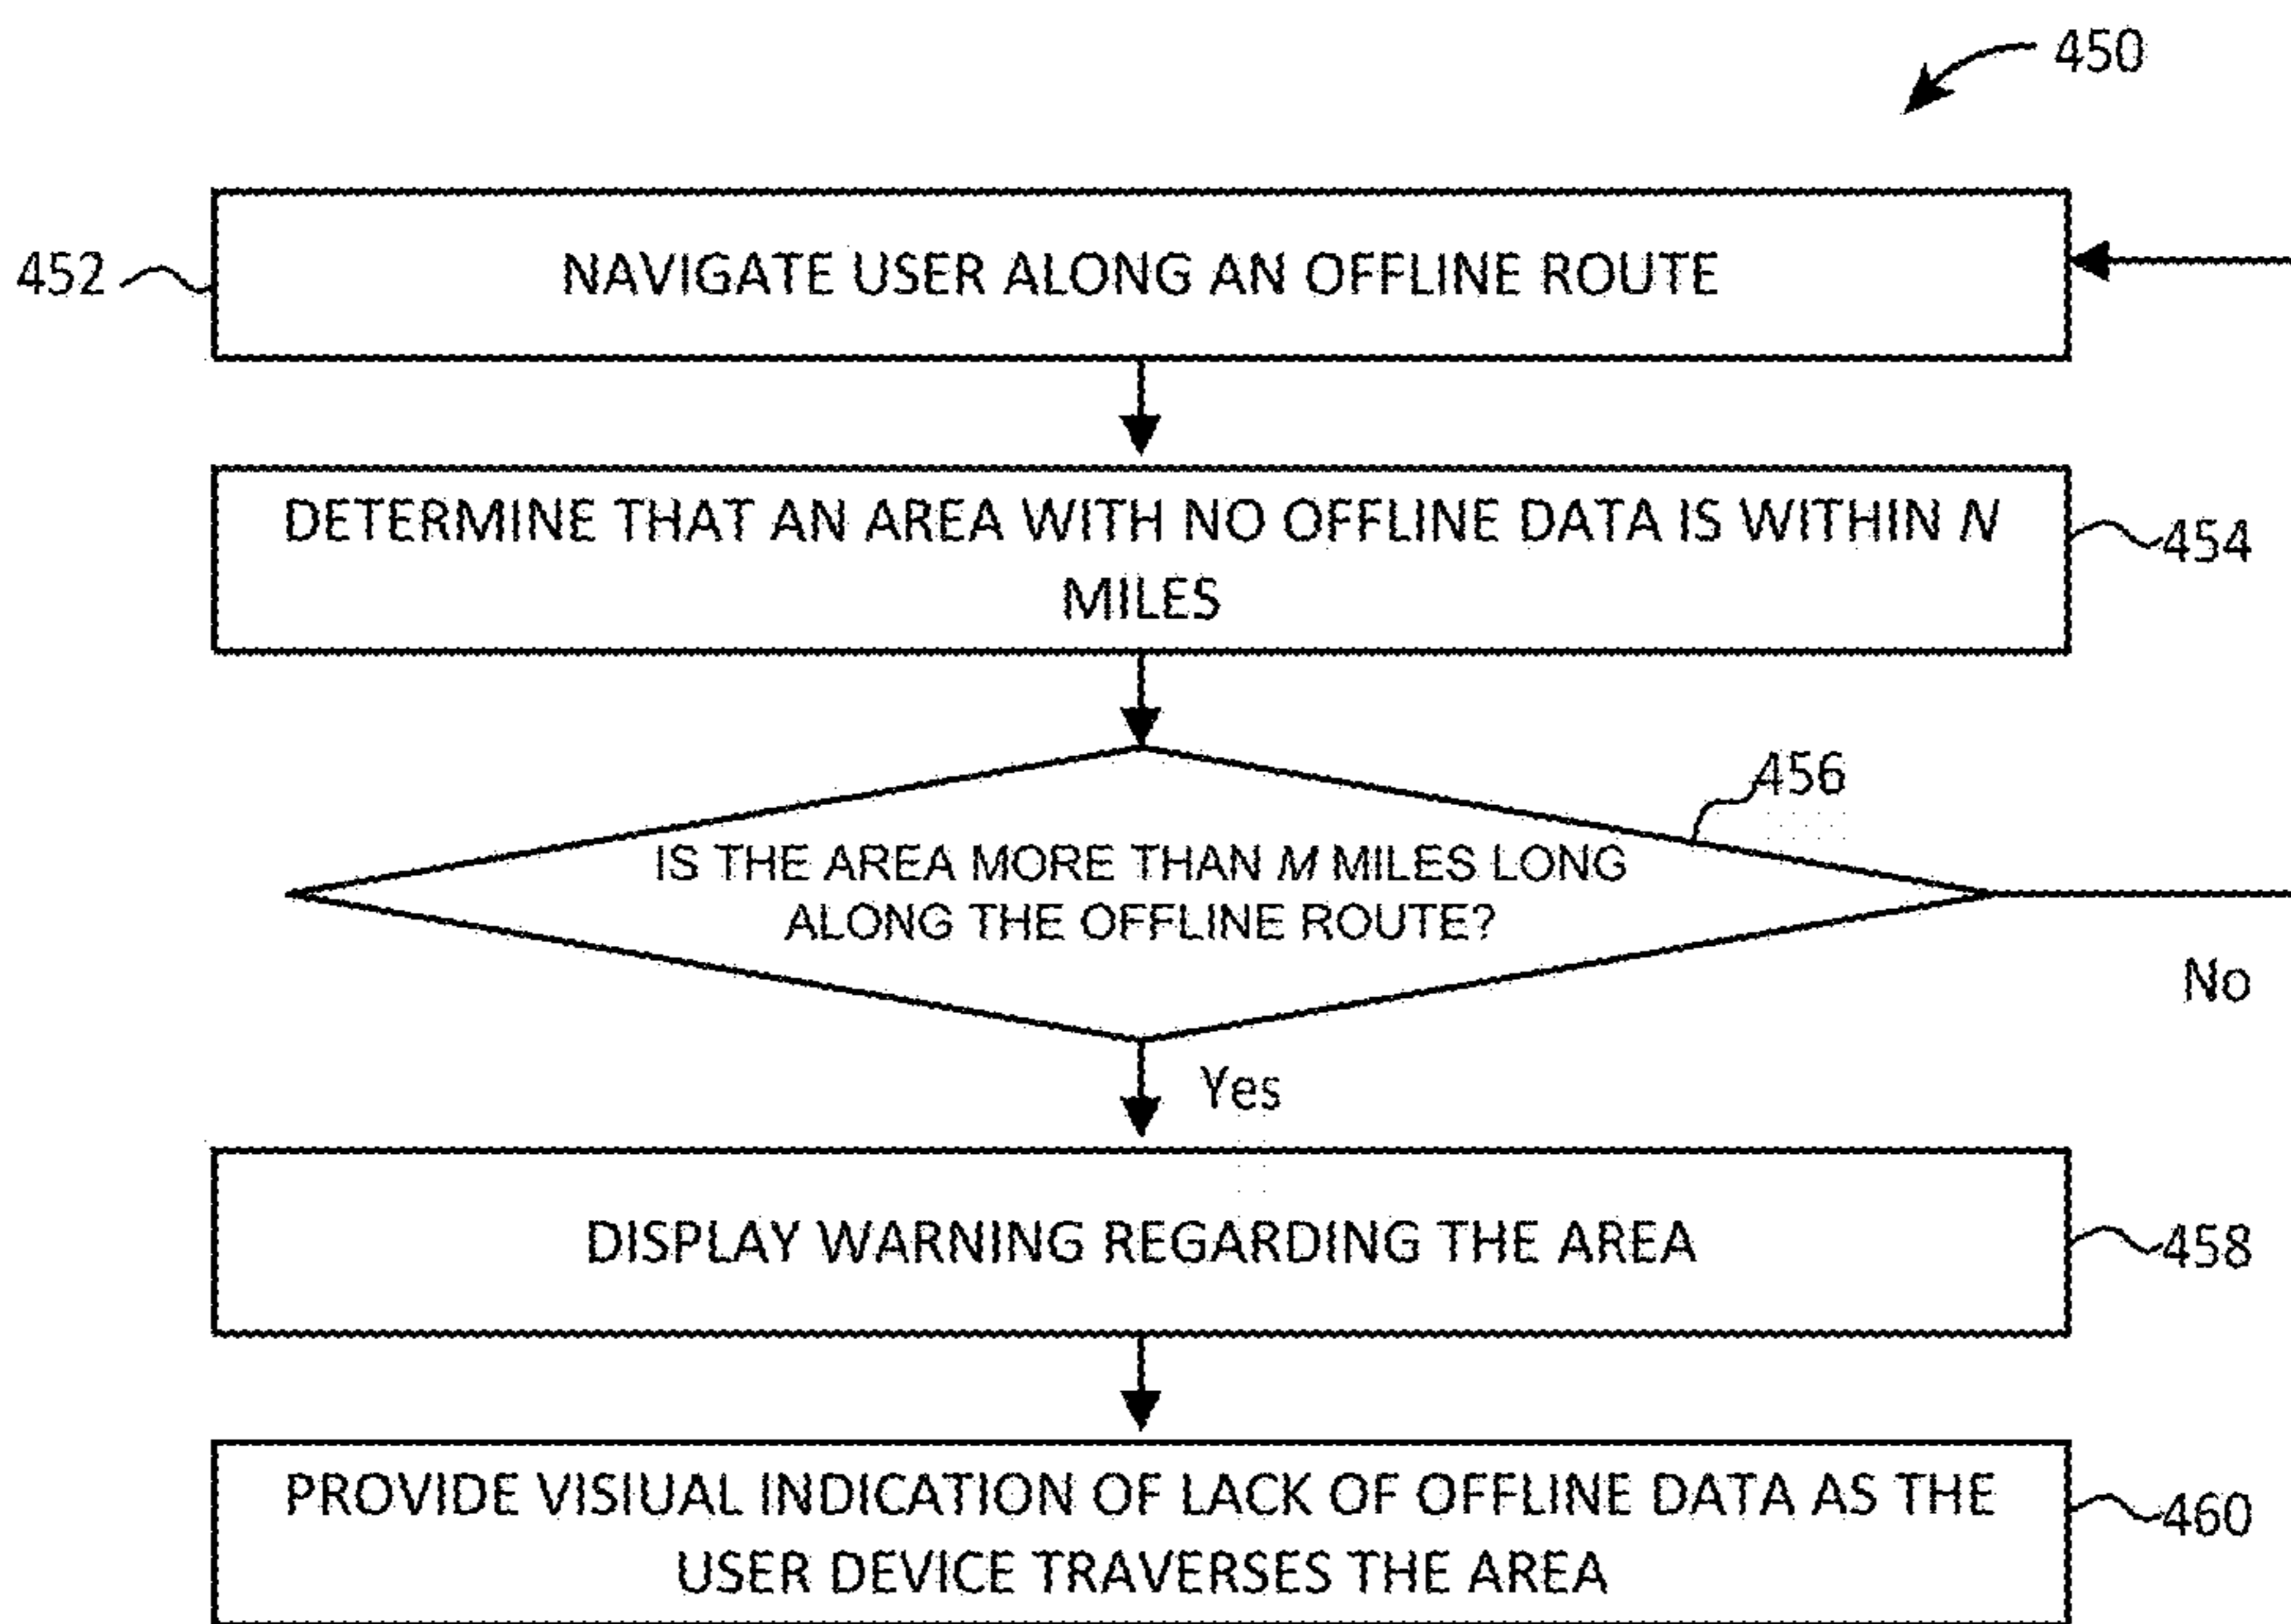 450
452
NAVIGATE USER ALONG AN OFFLINE ROUTE
DETERMINE THAT AN AREA WITH NO OFFLINE DATA IS WITHIN N
MILES
454
456
IS THE AREA MORE THAN M MILES LONG
ALONG THE OFFLINE ROUTE?
No
Yes
DISPLAY WARNING REGARDING THE AREA
458
PROVIDE VISIUAL INDICATION OF LACK OF OFFLINE DATA AS THE
USER DEVICE TRAVERSES THE AREA
460